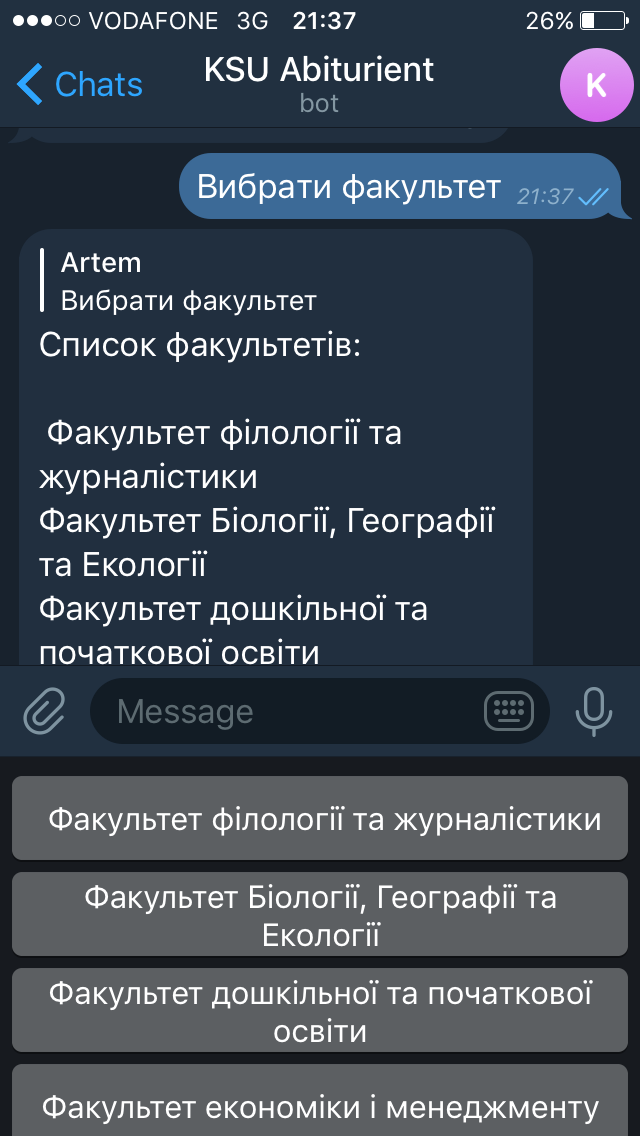 VODAFONE 3G 21:37 26%
Chats KSU Abiturient K
bot
Вибрати факультет 21:37
Artem
Вибрати факультет
Список факультетів:
Факультет філології та
журналістики
Факультет Біології, Географії
та Екології
Факультет дошкільної та
початкової освіти
Message
Факультет філології та журналістики
Факультет Біології, Географії та
Екології
Факультет дошкільної та початкової
освіти
Факультет економіки і менеджменту